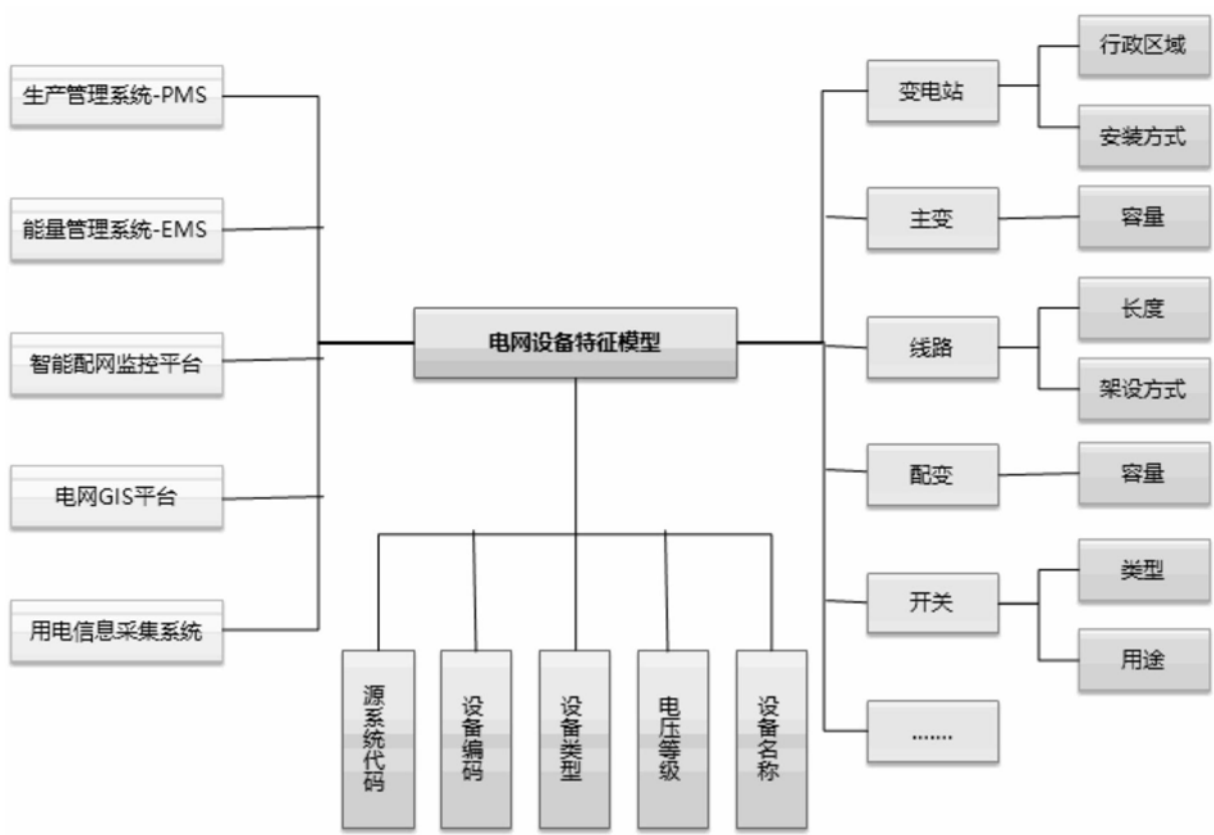 生产管理系统-PMS
能量管理系统-EMS
智能配网监控平台
电网GIS平台
用电信息采集系统
电网设备特征模型
源系统代码
设备编码
设备类型
电压等级
设备名称
变电站
行政区域
安装方式
主变
容量
线路
长度
架设方式
配变
容量
开关
类型
用途
.......